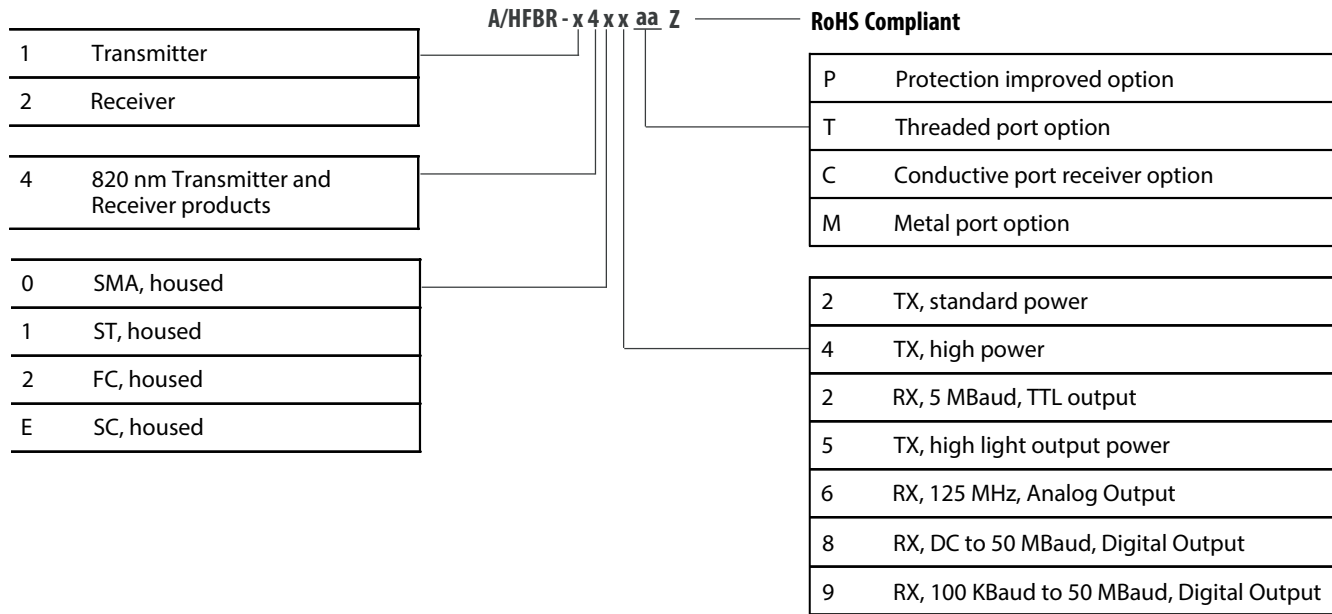 A/HFBR - x 4 x x aa Z
RoHS Compliant
1 Transmitter
2 Receiver
4 820 nm Transmitter and
Receiver products
0 SMA, housed
1 ST, housed
2 FC, housed
E SC, housed
P Protection improved option
T Threaded port option
C Conductive port receiver option
M Metal port option
2 TX, standard power
4 TX, high power
2 RX, 5 MBaud, TTL output
5 TX, high light output power
6 RX, 125 MHz, Analog Output
8 RX, DC to 50 MBaud, Digital Output
9 RX, 100 KBaud to 50 MBaud, Digital Output